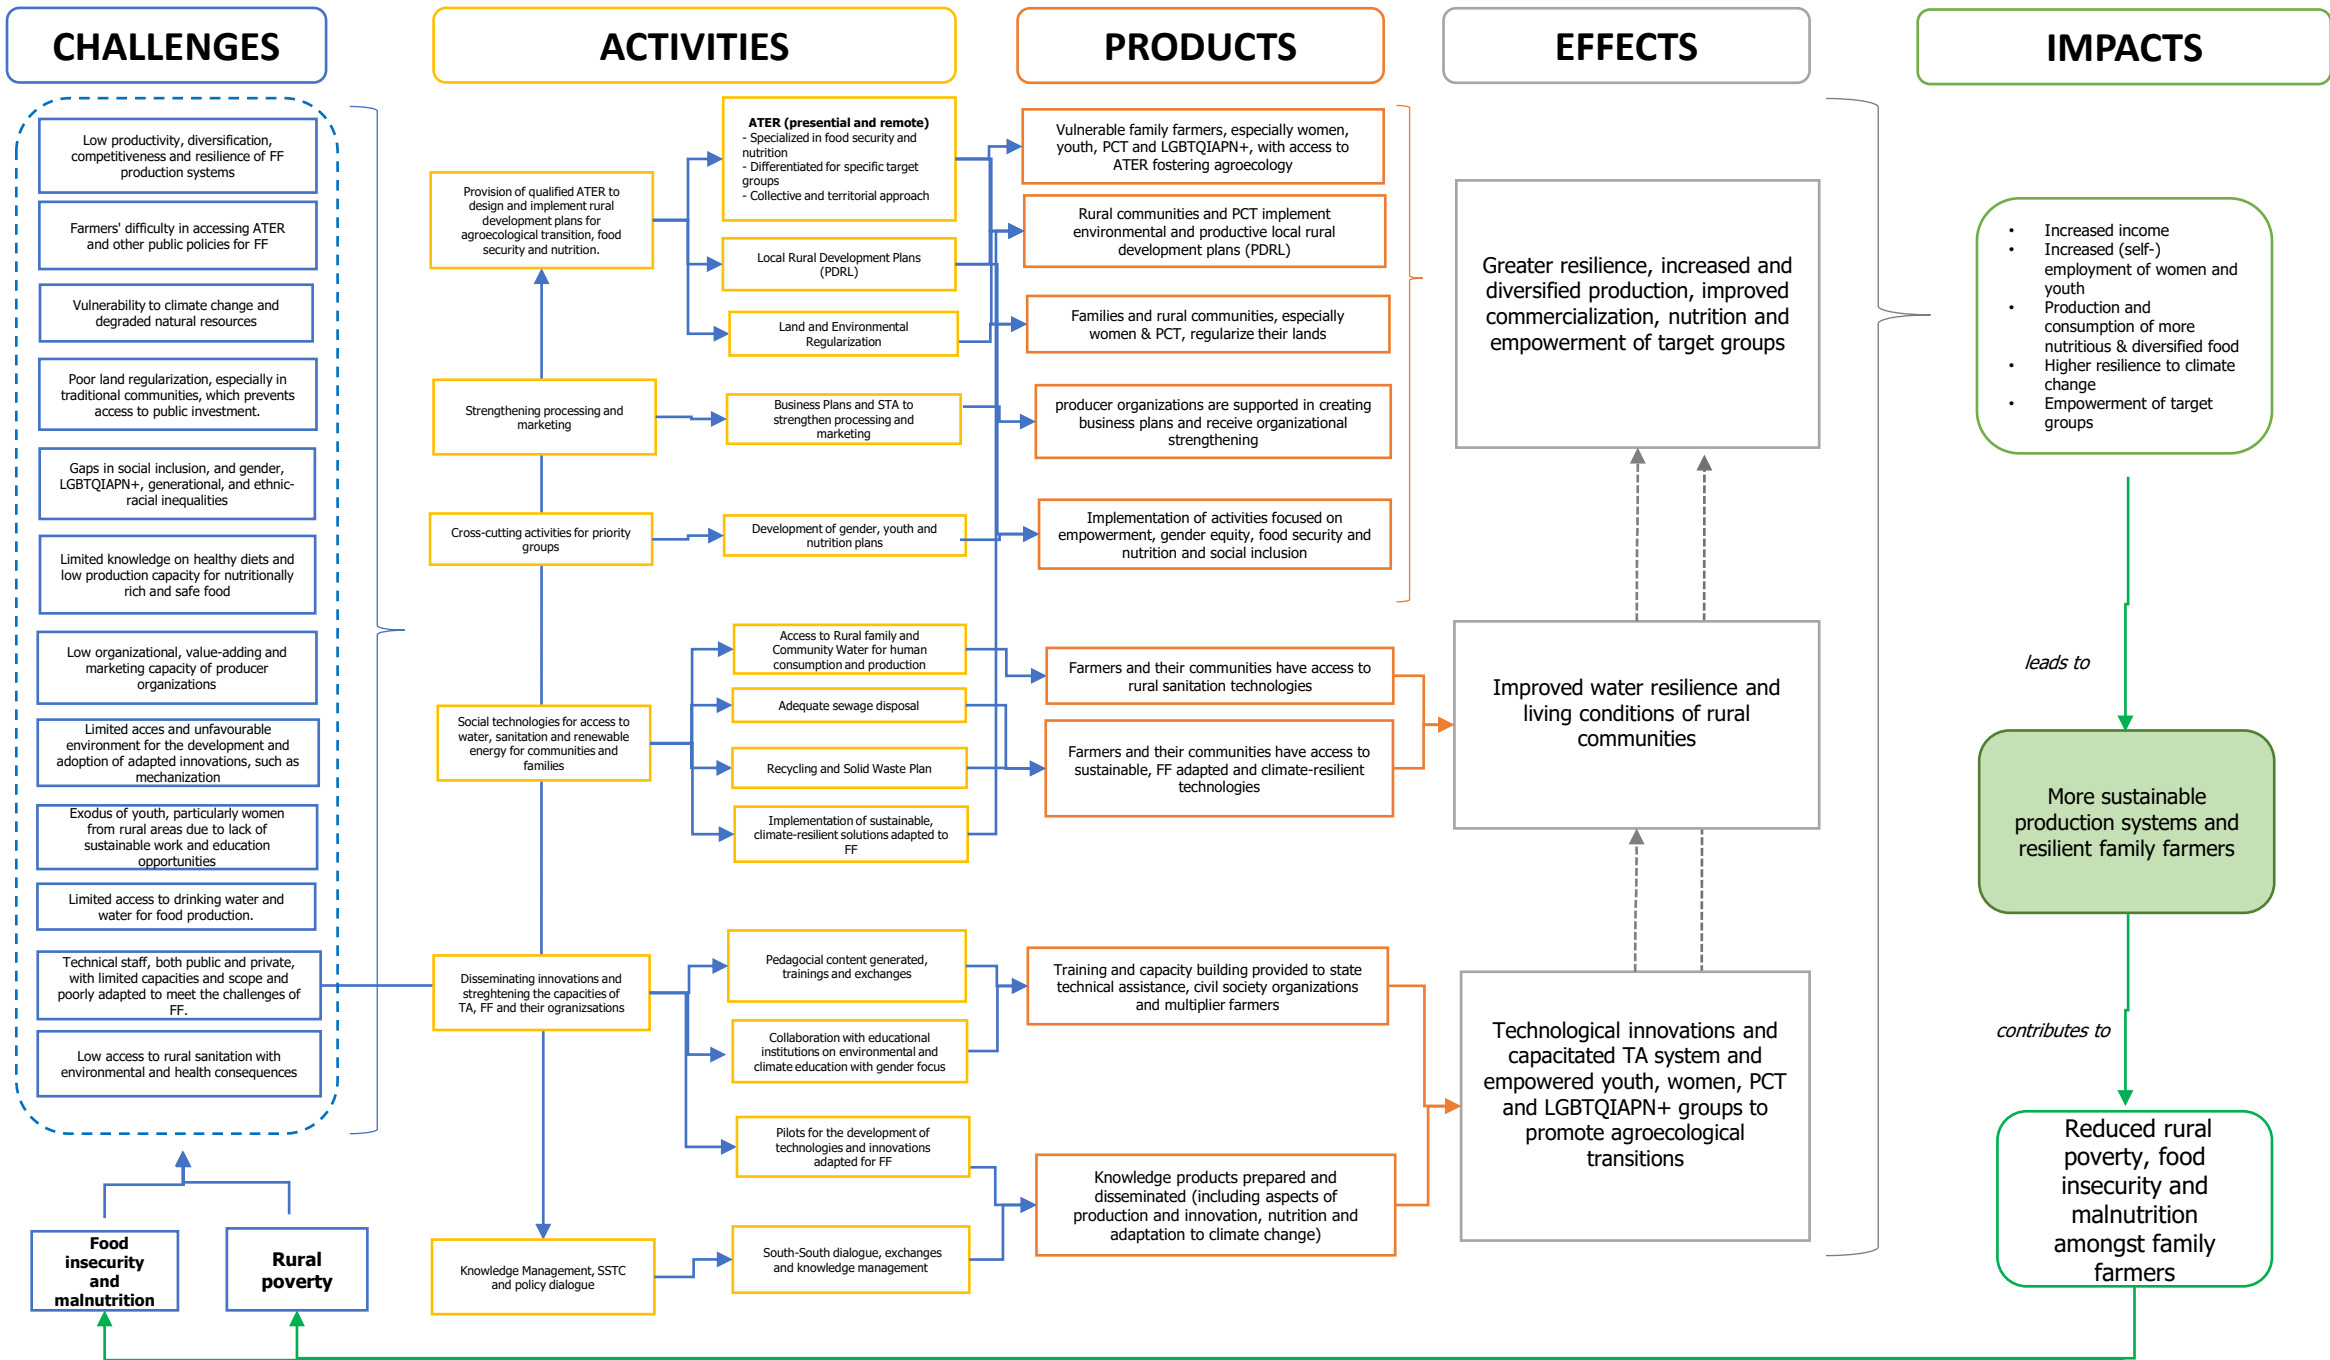 CHALLENGES
ACTIVITIES
PRODUCTS
EFFECTS
IMPACTS
Low productivity, diversification,
competitiveness and resilience of FF
production systems
Farmers' difficulty in accessing ATER
and other public policies for FF
Vulnerability to climate change and
degraded natural resources
Poor land regularization, especially in
traditional communities, which prevents
access to public investment.
Gaps in social inclusion, and gender,
LGBTQIAPN+, generational, and ethnic-
racial inequalities
Limited knowledge on healthy diets and
low production capacity for nutritionally
rich and safe food
Low organizational, value-adding and
marketing capacity of producer
organizations
Limited acces and unfavourable
environment for the development and
adoption of adapted innovations, such as
mechanization
Exodus of youth, particularly women
from rural areas due to lack of
sustainable work and education
opportunities
Limited access to drinking water and
water for food production.
Technical staff, both public and private,
with limited capacities and scope and
poorly adapted to meet the challenges of
FF.
Low access to rural sanitation with
environmental and health consequences
Food
insecurity
and
malnutrition
Rural
poverty
Provision of qualified ATER to
design and implement rural
development plans for
agroecological transition, food
security and nutrition.
Strengthening processing and
marketing
Cross-cutting activities for priority
groups
Social technologies for access to
water, sanitation and renewable
energy for communities and
families
Disseminating innovations and
streghtening the capacities of
TA, FF and their ogranizsations
Knowledge Management, SSTC
and policy dialogue
ATER (presential and remote)
- Specialized in food security and
nutrition
- Differentiated for specific target
groups
- Collective and territorial approach
Local Rural Development Plans
(PDRL)
Land and Environmental
Regularization
Business Plans and STA to
strengthen processing and
marketing
Development of gender, youth and
nutrition plans
Access to Rural family and
Community Water for human
consumption and production
Adequate sewage disposal
Recycling and Solid Waste Plan
Implementation of sustainable,
climate-resilient solutions adapted to
FF
Pedagocial content generated,
trainings and exchanges
Collaboration with educational
institutions on environmental and
climate education with gender focus
Pilots for the development of
technologies and innovations
adapted for FF
South-South dialogue, exchanges
and knowledge management
Vulnerable family farmers, especially women,
youth, PCT and LGBTQIAPN+, with access to
ATER fostering agroecology
Rural communities and PCT implement
environmental and productive local rural
development plans (PDRL)
Families and rural communities, especially
women & PCT, regularize their lands
producer organizations are supported in creating
business plans and receive organizational
strengthening
Implementation of activities focused on
empowerment, gender equity, food security and
nutrition and social inclusion
Farmers and their communities have access to
rural sanitation technologies
Farmers and their communities have access to
sustainable, FF adapted and climate-resilient
technologies
Training and capacity building provided to state
technical assistance, civil society organizations
and multiplier farmers
Knowledge products prepared and
disseminated (including aspects of
production and innovation, nutrition and
adaptation to climate change)
Greater resilience, increased and
diversified production, improved
commercialization, nutrition and
empowerment of target groups
Improved water resilience and
living conditions of rural
communities
Technological innovations and
capacitated TA system and
empowered youth, women, PCT
and LGBTQIAPN+ groups to
promote agroecological
transitions
• Increased income
• Increased (self-)
employment of women and
youth
• Production and
consumption of more
nutritious & diversified food
• Higher resilience to climate
change
• Empowerment of target
groups
leads to
More sustainable
production systems and
resilient family farmers
contributes to
Reduced rural
poverty, food
insecurity and
malnutrition
amongst family
farmers